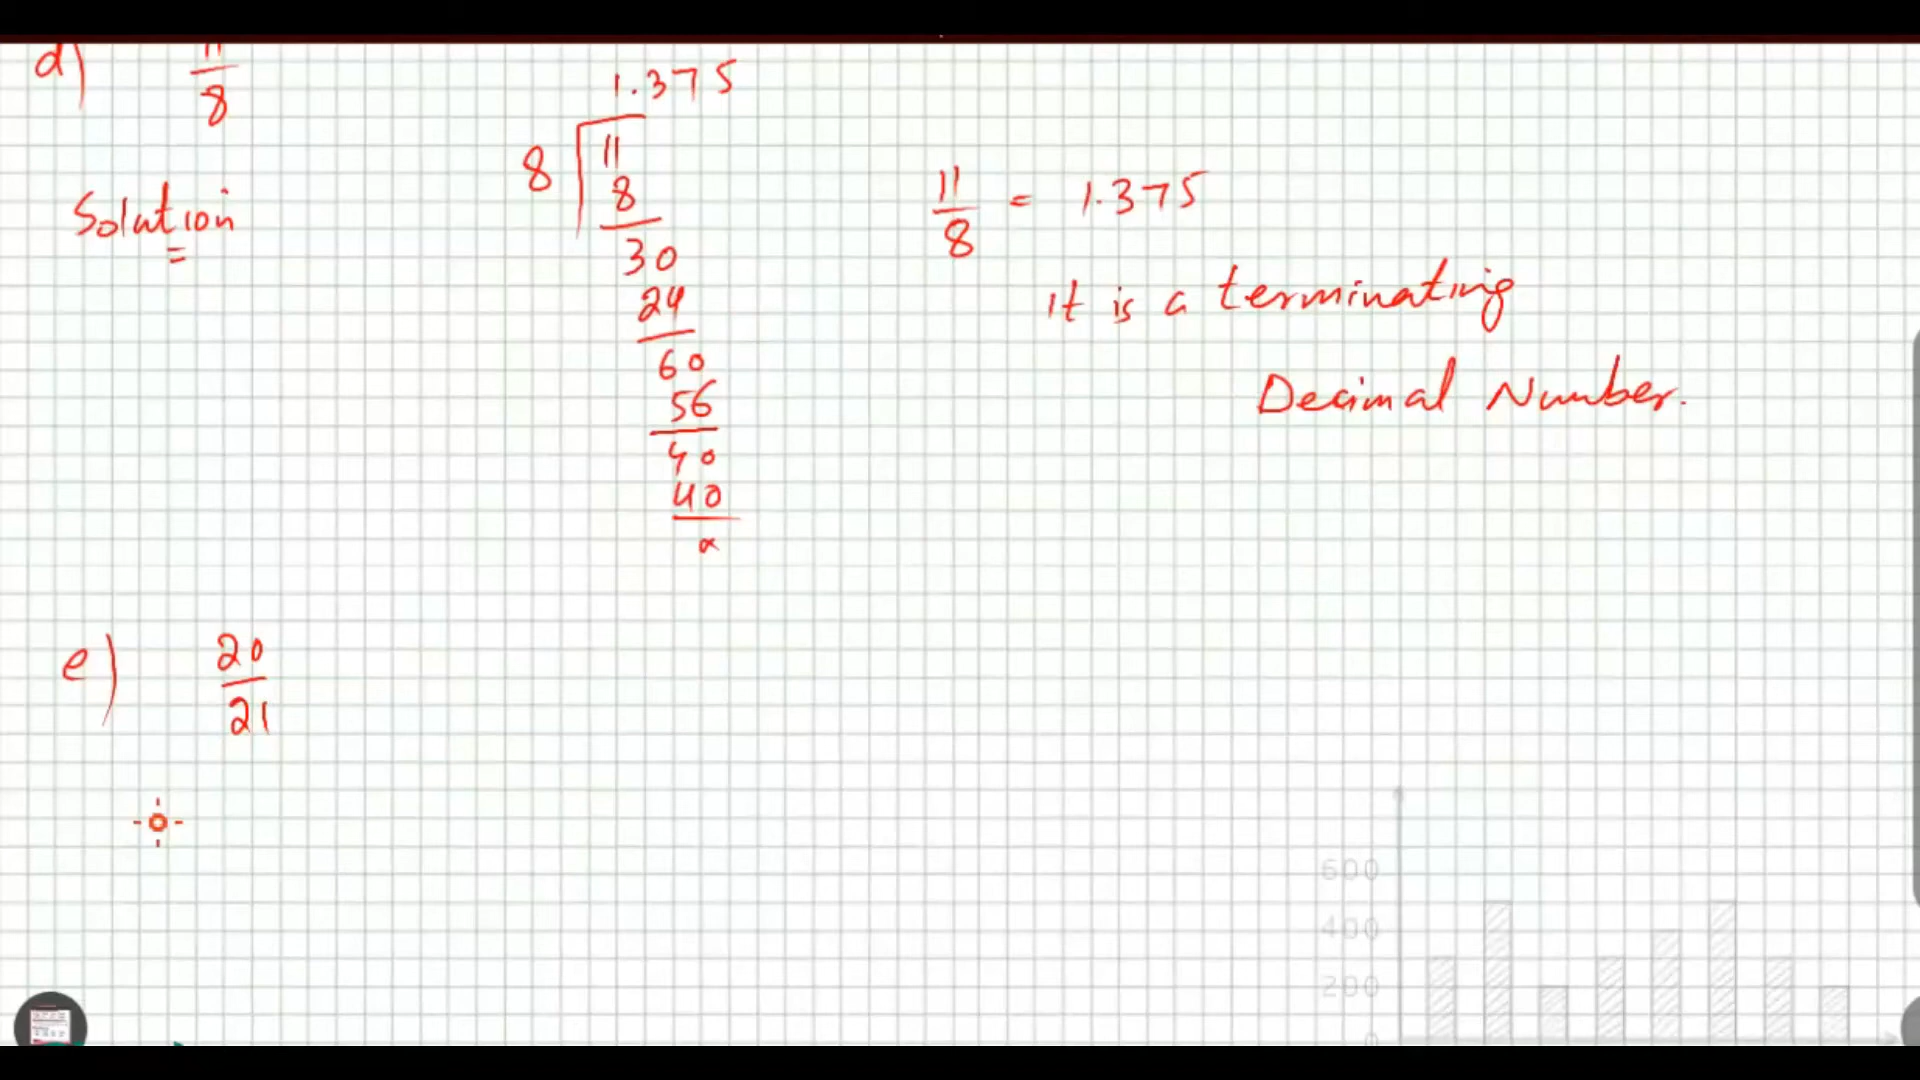 d) 11/8
1.375
8 11
8
30
24
60
56
40
40
x
Solution
11/8 = 1.375
It is a terminating
Decimal Number.
e) 20/21
600
400
200
0